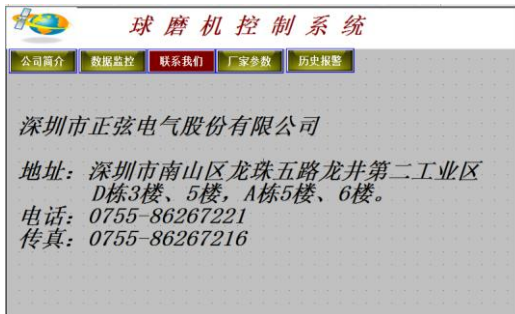 球磨机控制系统
公司简介 数据监控 联系我们 厂家参数 历史报警
深圳市正弦电气股份有限公司
地址：深圳市南山区龙珠五路龙井第二工业区
D栋3楼、5楼，A栋5楼、6楼。
电话：0755-86267221
传真：0755-86267216